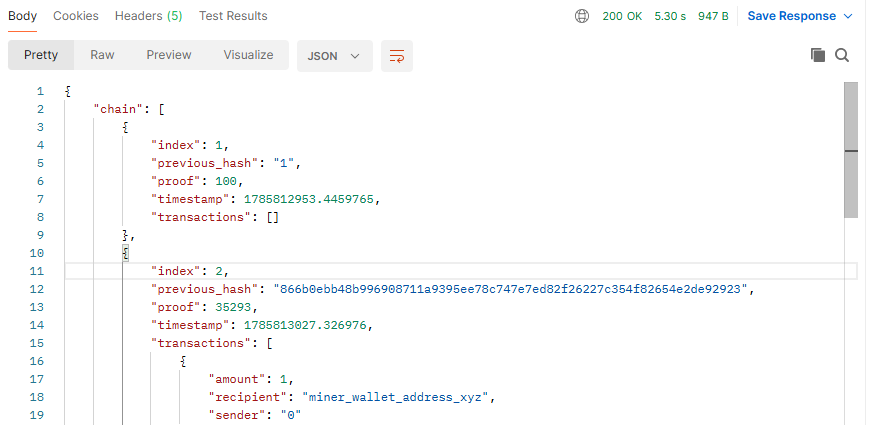 Body Cookies Headers (5) Test Results 200 OK 5.30 s 947 B Save Response
Pretty Raw Preview Visualize JSON
1 {
2 "chain": [
3 {
4 "index": 1,
5 "previous_hash": "1",
6 "proof": 100,
7 "timestamp": 1785812953.4459765,
8 "transactions": []
9 },
10 {
11 "index": 2,
12 "previous_hash": "866b0ebb48b996908711a9395ee78c747e7ed82f26227c354f82654e2de92923",
13 "proof": 35293,
14 "timestamp": 1785813027.326976,
15 "transactions": [
16 {
17 "amount": 1,
18 "recipient": "miner_wallet_address_xyz",
19 "sender": "0"